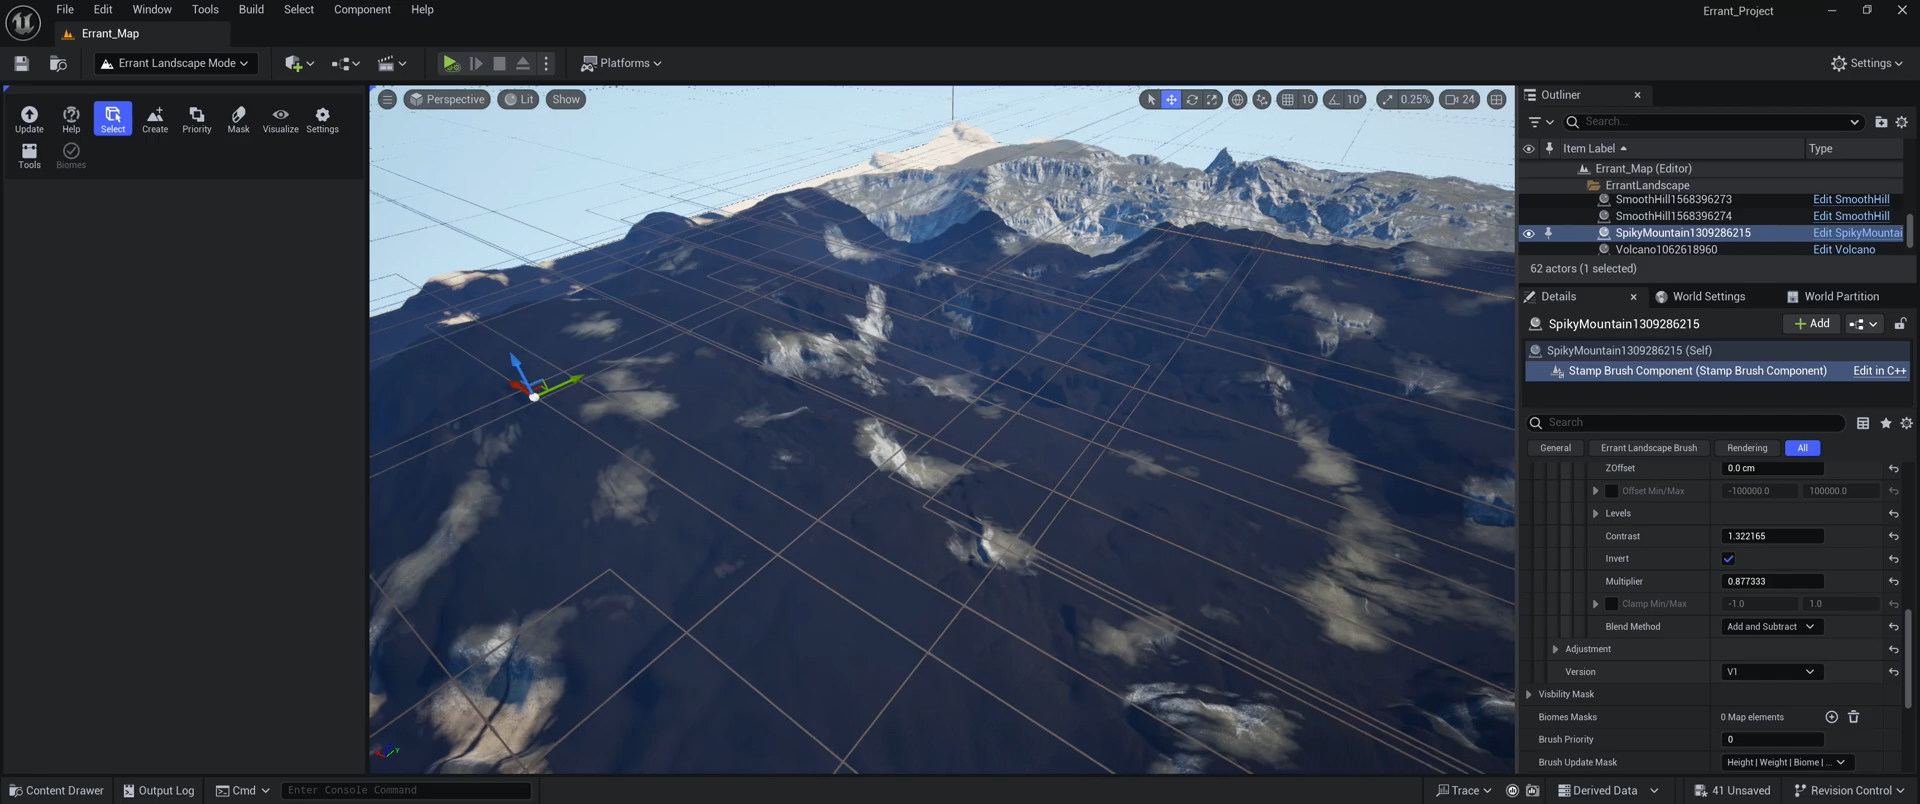 File Edit Window Tools Build Select Component Help
Errant_Project
Errant_Map
Errant Landscape Mode
Platforms
Settings
Update Help Select Create Priority Mask Visualize Settings
Tools Biomes
Perspective Lit Show
10 10° 0.25% 24
Outliner
Search...
Item Label Type
Errant_Map (Editor)
ErrantLandscape
SmoothHill1568396273 Edit SmoothHill
SmoothHill1568396274 Edit SmoothHill
SpikyMountain1309286215 Edit SpikyMountai
Volcano1062618960 Edit Volcano
62 actors (1 selected)
Details World Settings World Partition
SpikyMountain1309286215 Add
SpikyMountain1309286215 (Self)
Stamp Brush Component (Stamp Brush Component) Edit in C++
Search
General Errant Landscape Brush Rendering All
ZOffset 0.0 cm
Offset Min/Max -100000.0 100000.0
Levels
Contrast 1.322165
Invert
Multiplier 0.877333
Clamp Min/Max -1.0 1.0
Blend Method Add and Subtract
Adjustment
Version V1
Visbility Mask
Biomes Masks 0 Map elements
Brush Priority 0
Brush Update Mask Height | Weight | Biome | ...
Y
Content Drawer Output Log Cmd Enter Console Command Trace Derived Data 41 Unsaved Revision Control